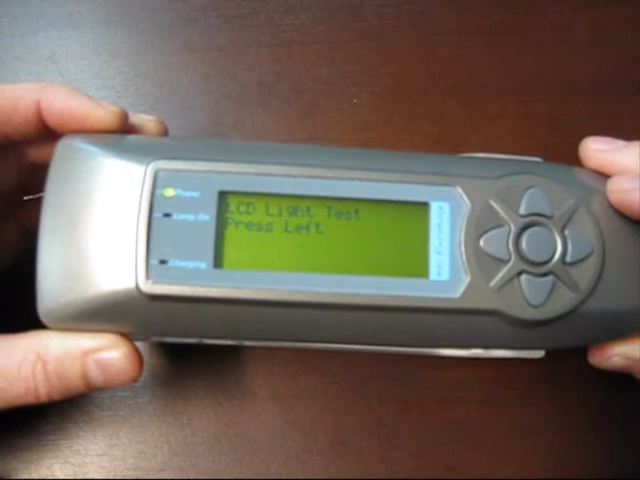 Power
Lamp On
Charging
LCD Light Test
Press Left